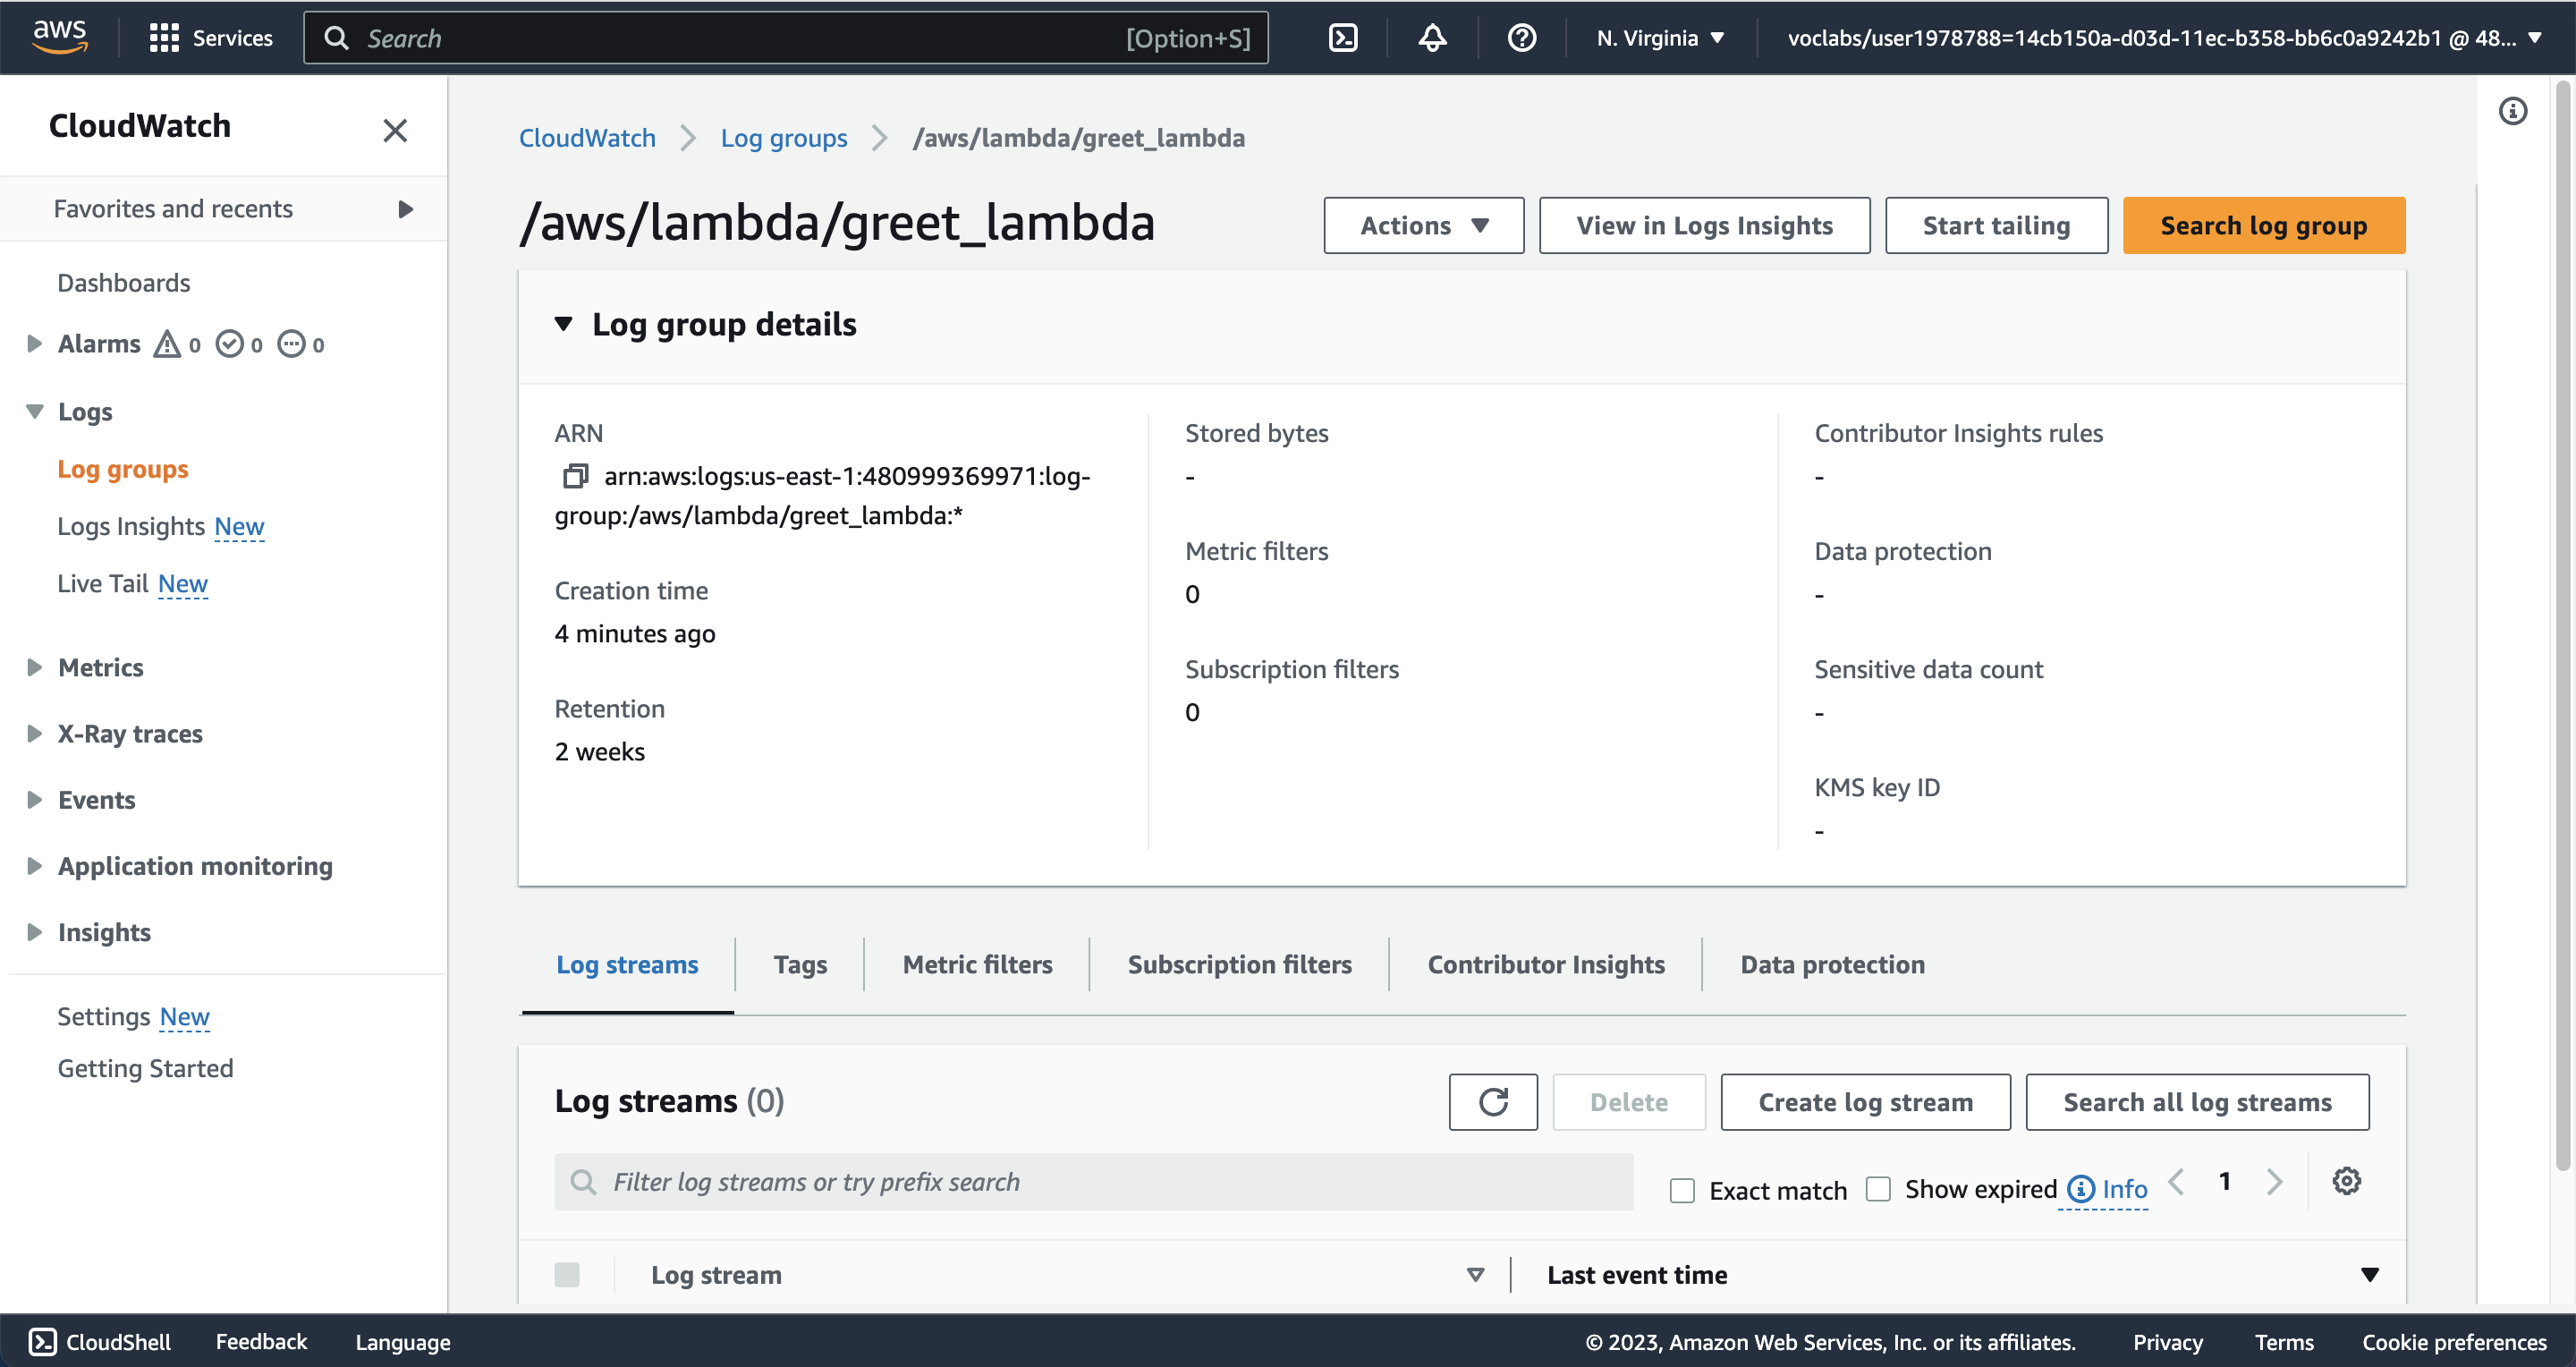 aws
Services
Search
[Option+S]
N. Virginia
voclabs/user1978788=14cb150a-d03d-11ec-b358-bb6c0a9242b1 @ 48...
CloudWatch
Favorites and recents
Dashboards
Alarms 0 0 0
Logs
Log groups
Logs Insights New
Live Tail New
Metrics
X-Ray traces
Events
Application monitoring
Insights
Settings New
Getting Started
CloudWatch
Log groups
/aws/lambda/greet_lambda
/aws/lambda/greet_lambda
Actions
View in Logs Insights
Start tailing
Search log group
Log group details
ARN
arn:aws:logs:us-east-1:480999369971:log-
group:/aws/lambda/greet_lambda:*
Creation time
4 minutes ago
Retention
2 weeks
Stored bytes
-
Metric filters
0
Subscription filters
0
Contributor Insights rules
-
Data protection
-
Sensitive data count
-
KMS key ID
-
Log streams
Tags
Metric filters
Subscription filters
Contributor Insights
Data protection
Log streams (0)
Delete
Create log stream
Search all log streams
Filter log streams or try prefix search
Exact match
Show expired
Info
1
Log stream
Last event time
CloudShell
Feedback
Language
© 2023, Amazon Web Services, Inc. or its affiliates.
Privacy
Terms
Cookie preferences